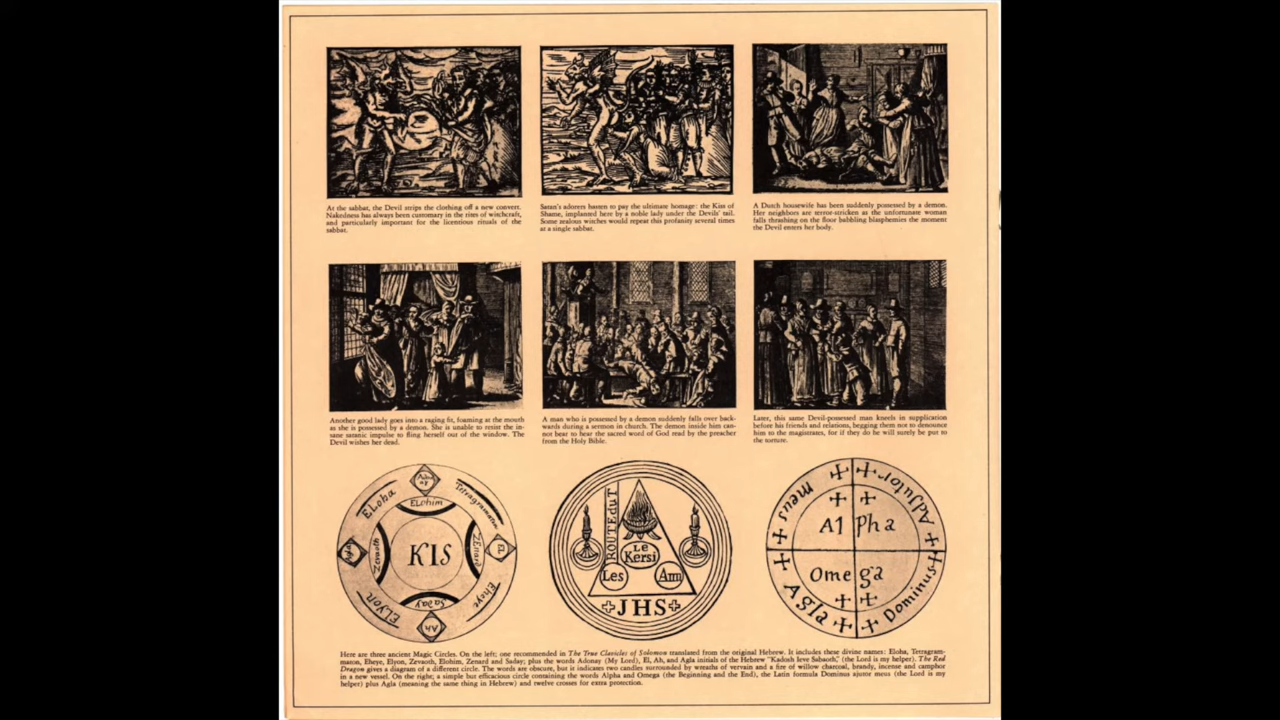 At the sabbat, the Devil strips the clothing off a new convert.
Nakedness has always been customary in the rites of witchcraft,
and particularly important for the licentious rituals of the
sabbat.
Satan's adorers hasten to pay the ultimate homage: the Kiss of
Shame, implanted here by a noble lady under the Devils' tail.
Some zealous witches would repeat this profanity several times
at a single sabbat.
A Dutch housewife has been suddenly possessed by a demon.
Her neighbors are terror-stricken as the unfortunate woman
falls thrashing on the floor babbling blasphemies the moment
the Devil enters her body.
Another good lady goes into a raging fit, foaming at the mouth
as she is possessed by a demon. She is unable to resist the in-
sane satanic impulse to fling herself out of the window. The
Devil wishes her dead.
A man who is possessed by a demon suddenly falls over back-
wards during a sermon in church. The demon inside him can-
not bear to hear the sacred word of God read by the preacher
from the Holy Bible.
Later, this same Devil-possessed man kneels in supplication
before his friends and relations, begging them not to denounce
him to the magistrates, for if they do he will surely be put to
the torture.
Eloha
Tetragramaton
Elohim
Zenard
El
Eheye
Saday
Ah
Elyon
Zevaoth
KIS
ROUTEduT
Le
Kersi
Les
Am
JHS
Meus
Adjutor
Alpha
Omega
Agla
Dominus
Here are three ancient Magic Circles. On the left; one recommended in The True Clavicles of Solomon translated from the original Hebrew. It includes these divine names: Eloha, Tetragram-
maton, Eheye, Elyon, Zevaoth, Elohim, Zenard and Saday; plus the words Adonay (My Lord), El, Ah, and Agla initials of the Hebrew "Kadosh Ieve Sabaoth," (the Lord is my helper). The Red
Dragon gives a diagram of a different circle. The words are obscure, but it indicates two candles surrounded by wreaths of vervain and a fire of willow charcoal, brandy, incense and camphor
in a new vessel. On the right; a simple but efficacious circle containing the words Alpha and Omega (the Beginning and the End), the Latin formula Dominus ajutor meus (the Lord is my
helper) plus Agla (meaning the same thing in Hebrew) and twelve crosses for extra protection.